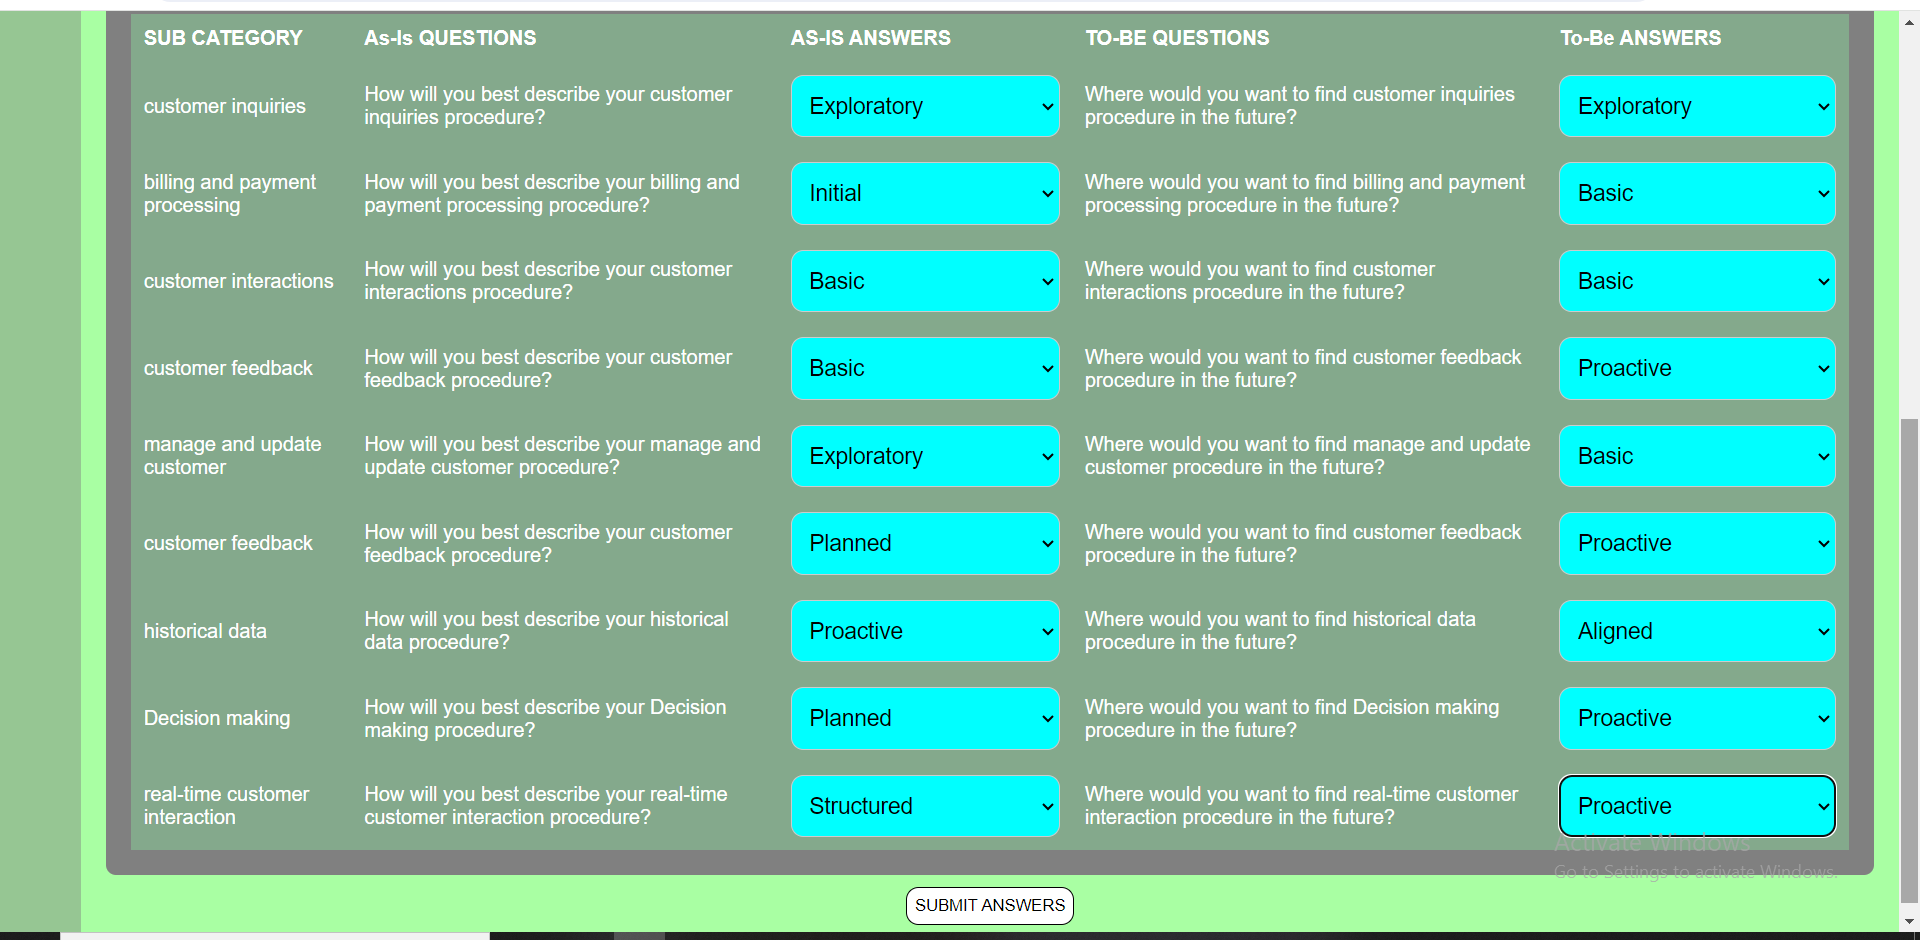 SUB CATEGORY As-Is QUESTIONS AS-IS ANSWERS TO-BE QUESTIONS To-Be ANSWERS
customer inquiries
How will you best describe your customer
inquiries procedure?
Exploratory
Where would you want to find customer inquiries
procedure in the future?
Exploratory
billing and payment
processing
How will you best describe your billing and
payment processing procedure?
Initial
Where would you want to find billing and payment
processing procedure in the future?
Basic
customer interactions
How will you best describe your customer
interactions procedure?
Basic
Where would you want to find customer
interactions procedure in the future?
Basic
customer feedback
How will you best describe your customer
feedback procedure?
Basic
Where would you want to find customer feedback
procedure in the future?
Proactive
manage and update
customer
How will you best describe your manage and
update customer procedure?
Exploratory
Where would you want to find manage and update
customer procedure in the future?
Basic
customer feedback
How will you best describe your customer
feedback procedure?
Planned
Where would you want to find customer feedback
procedure in the future?
Proactive
historical data
How will you best describe your historical
data procedure?
Proactive
Where would you want to find historical data
procedure in the future?
Aligned
Decision making
How will you best describe your Decision
making procedure?
Planned
Where would you want to find Decision making
procedure in the future?
Proactive
real-time customer
interaction
How will you best describe your real-time
customer interaction procedure?
Structured
Where would you want to find real-time customer
interaction procedure in the future?
Proactive
Activate Windows
Go to Settings to activate Windows.
SUBMIT ANSWERS